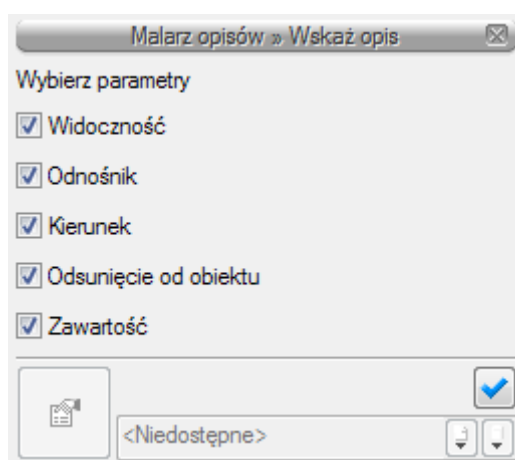 Malarz opisów » Wskaż opis
Wybierz parametry
Widoczność
Odnośnik
Kierunek
Odsunięcie od obiektu
Zawartość
<Niedostępne>